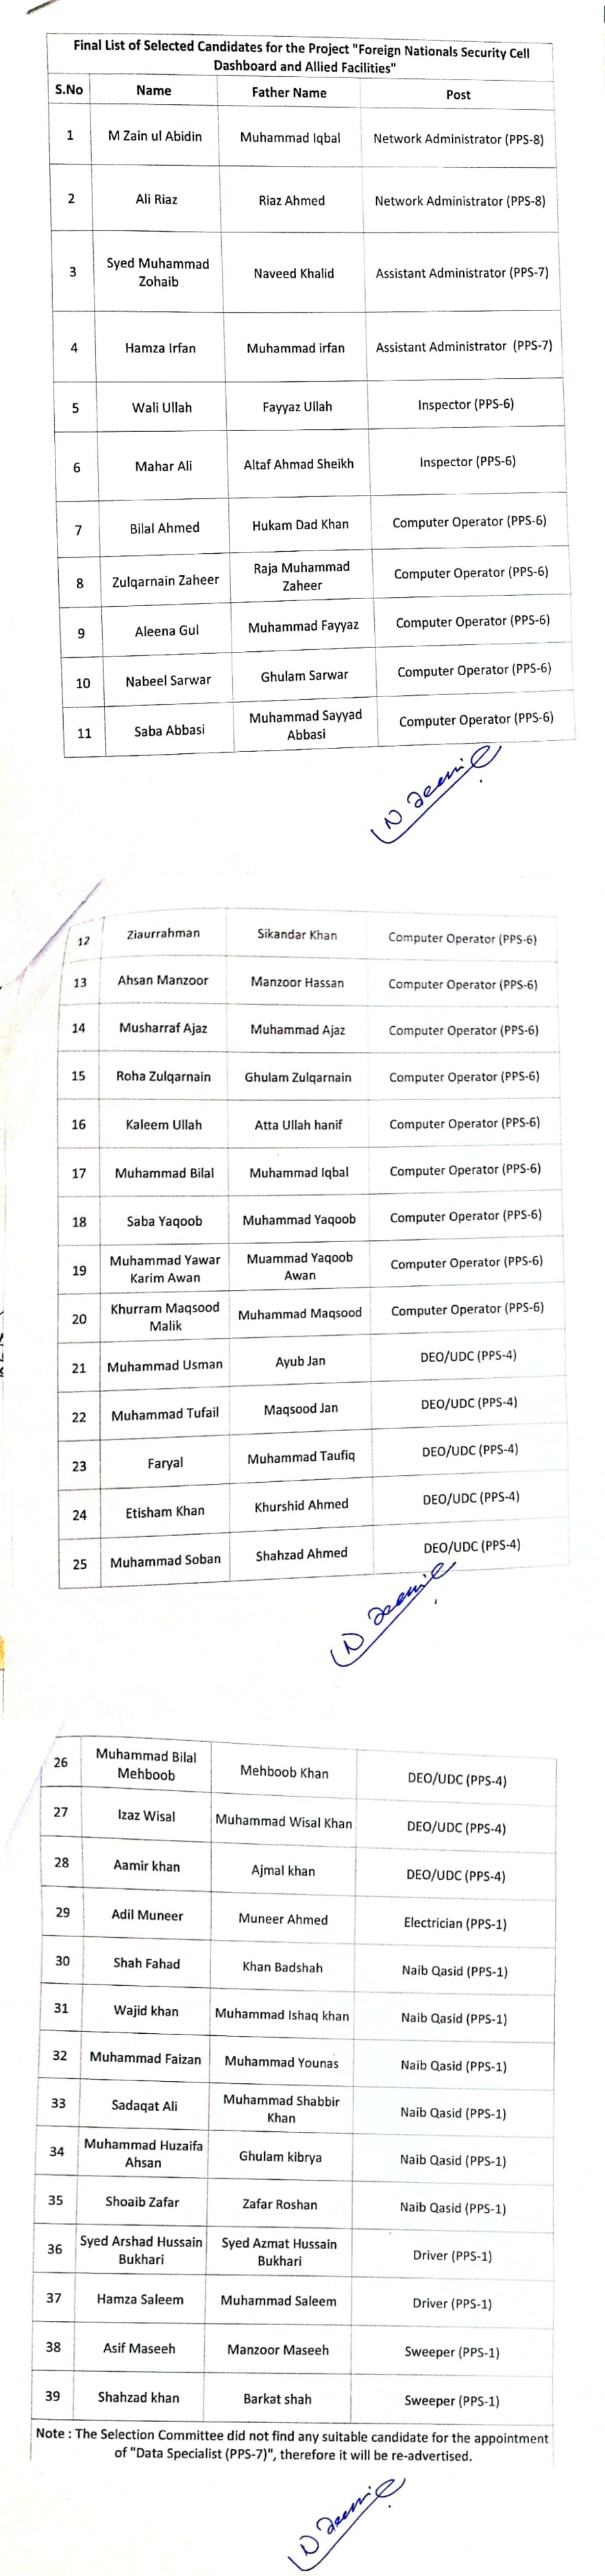 Final List of Selected Candidates for the Project "Foreign Nationals Security Cell
Dashboard and Allied Facilities"
S.No Name Father Name Post
1 M Zain ul Abidin Muhammad Iqbal Network Administrator (PPS-8)
2 Ali Riaz Riaz Ahmed Network Administrator (PPS-8)
3 Syed Muhammad Zohaib Naveed Khalid Assistant Administrator (PPS-7)
4 Hamza Irfan Muhammad irfan Assistant Administrator (PPS-7)
5 Wali Ullah Fayyaz Ullah Inspector (PPS-6)
6 Mahar Ali Altaf Ahmad Sheikh Inspector (PPS-6)
7 Bilal Ahmed Hukam Dad Khan Computer Operator (PPS-6)
8 Zulqarnain Zaheer Raja Muhammad Zaheer Computer Operator (PPS-6)
9 Aleena Gul Muhammad Fayyaz Computer Operator (PPS-6)
10 Nabeel Sarwar Ghulam Sarwar Computer Operator (PPS-6)
11 Saba Abbasi Muhammad Sayyad Abbasi Computer Operator (PPS-6)
12 Ziaurrahman Sikandar Khan Computer Operator (PPS-6)
13 Ahsan Manzoor Manzoor Hassan Computer Operator (PPS-6)
14 Musharraf Ajaz Muhammad Ajaz Computer Operator (PPS-6)
15 Roha Zulqarnain Ghulam Zulqarnain Computer Operator (PPS-6)
16 Kaleem Ullah Atta Ullah hanif Computer Operator (PPS-6)
17 Muhammad Bilal Muhammad Iqbal Computer Operator (PPS-6)
18 Saba Yaqoob Muhammad Yaqoob Computer Operator (PPS-6)
19 Muhammad Yawar Karim Awan Muammad Yaqoob Awan Computer Operator (PPS-6)
20 Khurram Maqsood Malik Muhammad Maqsood Computer Operator (PPS-6)
21 Muhammad Usman Ayub Jan DEO/UDC (PPS-4)
22 Muhammad Tufail Maqsood Jan DEO/UDC (PPS-4)
23 Faryal Muhammad Taufiq DEO/UDC (PPS-4)
24 Etisham Khan Khurshid Ahmed DEO/UDC (PPS-4)
25 Muhammad Soban Shahzad Ahmed DEO/UDC (PPS-4)
26 Muhammad Bilal Mehboob Mehboob Khan DEO/UDC (PPS-4)
27 Izaz Wisal Muhammad Wisal Khan DEO/UDC (PPS-4)
28 Aamir khan Ajmal khan DEO/UDC (PPS-4)
29 Adil Muneer Muneer Ahmed Electrician (PPS-1)
30 Shah Fahad Khan Badshah Naib Qasid (PPS-1)
31 Wajid khan Muhammad Ishaq khan Naib Qasid (PPS-1)
32 Muhammad Faizan Muhammad Younas Naib Qasid (PPS-1)
33 Sadaqat Ali Muhammad Shabbir Khan Naib Qasid (PPS-1)
34 Muhammad Huzaifa Ahsan Ghulam kibrya Naib Qasid (PPS-1)
35 Shoaib Zafar Zafar Roshan Naib Qasid (PPS-1)
36 Syed Arshad Hussain Bukhari Syed Azmat Hussain Bukhari Driver (PPS-1)
37 Hamza Saleem Muhammad Saleem Driver (PPS-1)
38 Asif Maseeh Manzoor Maseeh Sweeper (PPS-1)
39 Shahzad khan Barkat shah Sweeper (PPS-1)
Note : The Selection Committee did not find any suitable candidate for the appointment
of "Data Specialist (PPS-7)", therefore it will be re-advertised.